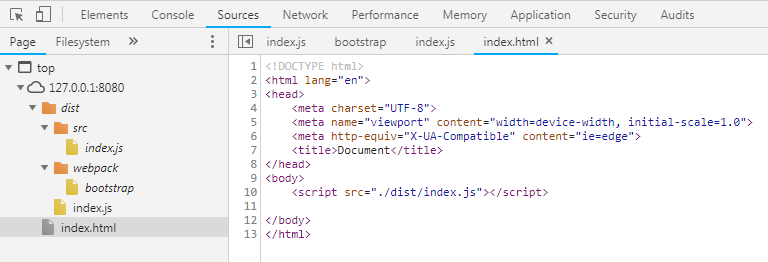 Elements Console Sources Network Performance Memory Application Security Audits
Page Filesystem »
index.js bootstrap index.js index.html ×
top
127.0.0.1:8080
dist
src
index.js
webpack
bootstrap
index.js
index.html
1 <!DOCTYPE html>
2 <html lang="en">
3 <head>
4 <meta charset="UTF-8">
5 <meta name="viewport" content="width=device-width, initial-scale=1.0">
6 <meta http-equiv="X-UA-Compatible" content="ie=edge">
7 <title>Document</title>
8 </head>
9 <body>
10 <script src="./dist/index.js"></script>
11
12 </body>
13 </html>